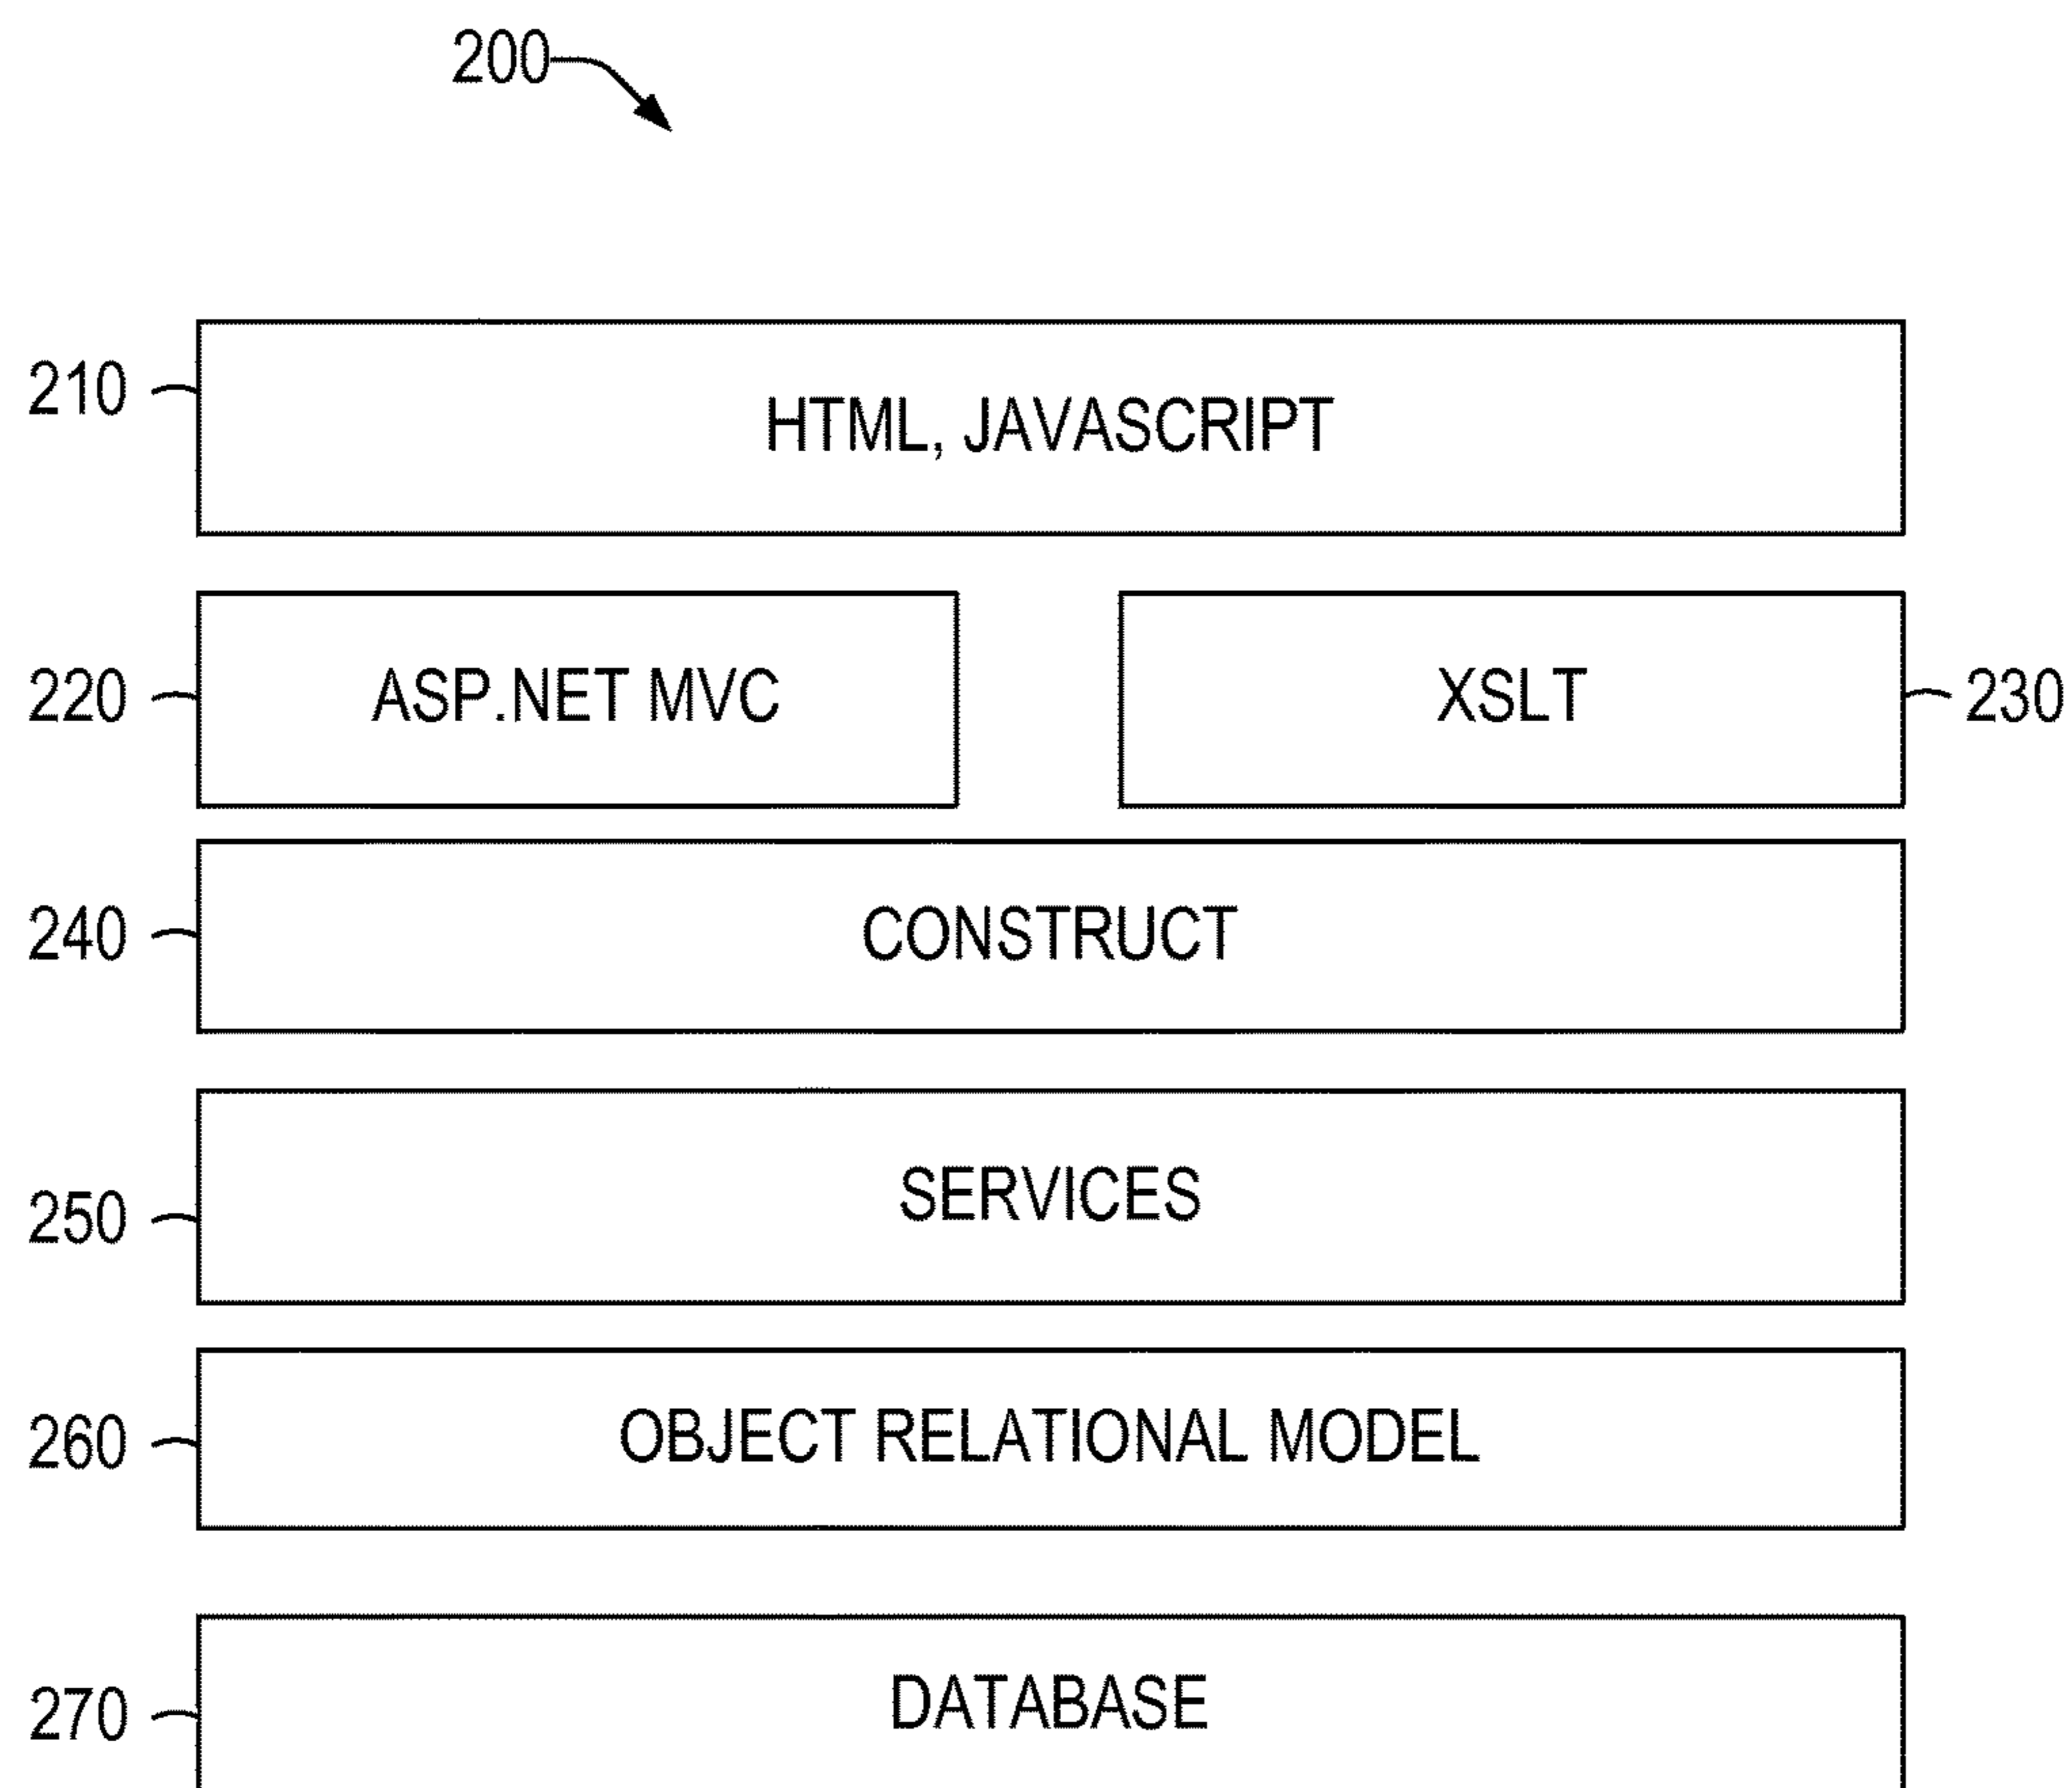 200
210
HTML, JAVASCRIPT
220
ASP.NET MVC
XSLT
230
240
CONSTRUCT
250
SERVICES
260
OBJECT RELATIONAL MODEL
270
DATABASE